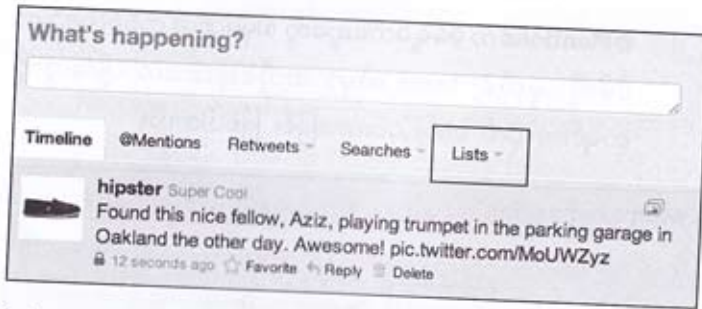 What's happening?
Timeline @Mentions Retweets Searches Lists
hipster Super Cool
Found this nice fellow, Aziz, playing trumpet in the parking garage in
Oakland the other day. Awesome! pic.twitter.com/MoUWZyz
12 seconds ago Favorite Reply Delete